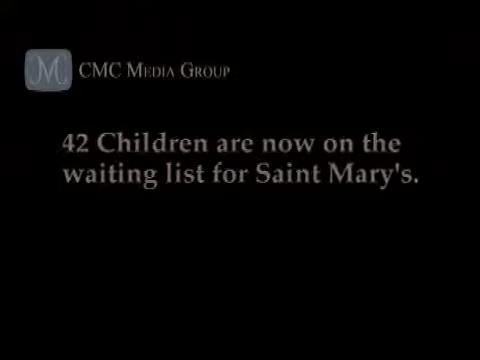 M
CMC Media Group
42 Children are now on the
waiting list for Saint Mary's.